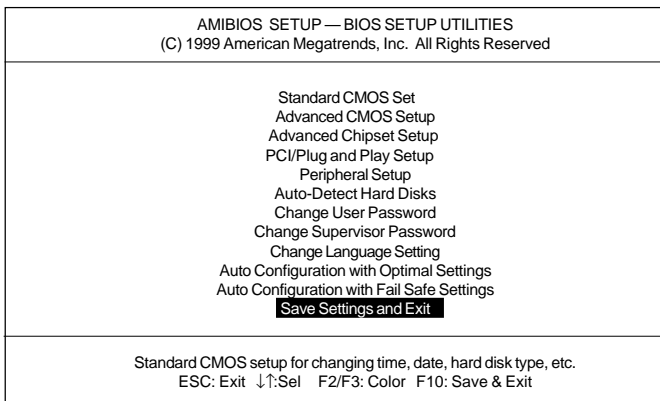 AMIBIOS SETUP — BIOS SETUP UTILITIES
(C) 1999 American Megatrends, Inc. All Rights Reserved
Standard CMOS Set
Advanced CMOS Setup
Advanced Chipset Setup
PCI/Plug and Play Setup
Peripheral Setup
Auto-Detect Hard Disks
Change User Password
Change Supervisor Password
Change Language Setting
Auto Configuration with Optimal Settings
Auto Configuration with Fail Safe Settings
Save Settings and Exit
Standard CMOS setup for changing time, date, hard disk type, etc.
ESC: Exit ↓↑:Sel F2/F3: Color F10: Save & Exit